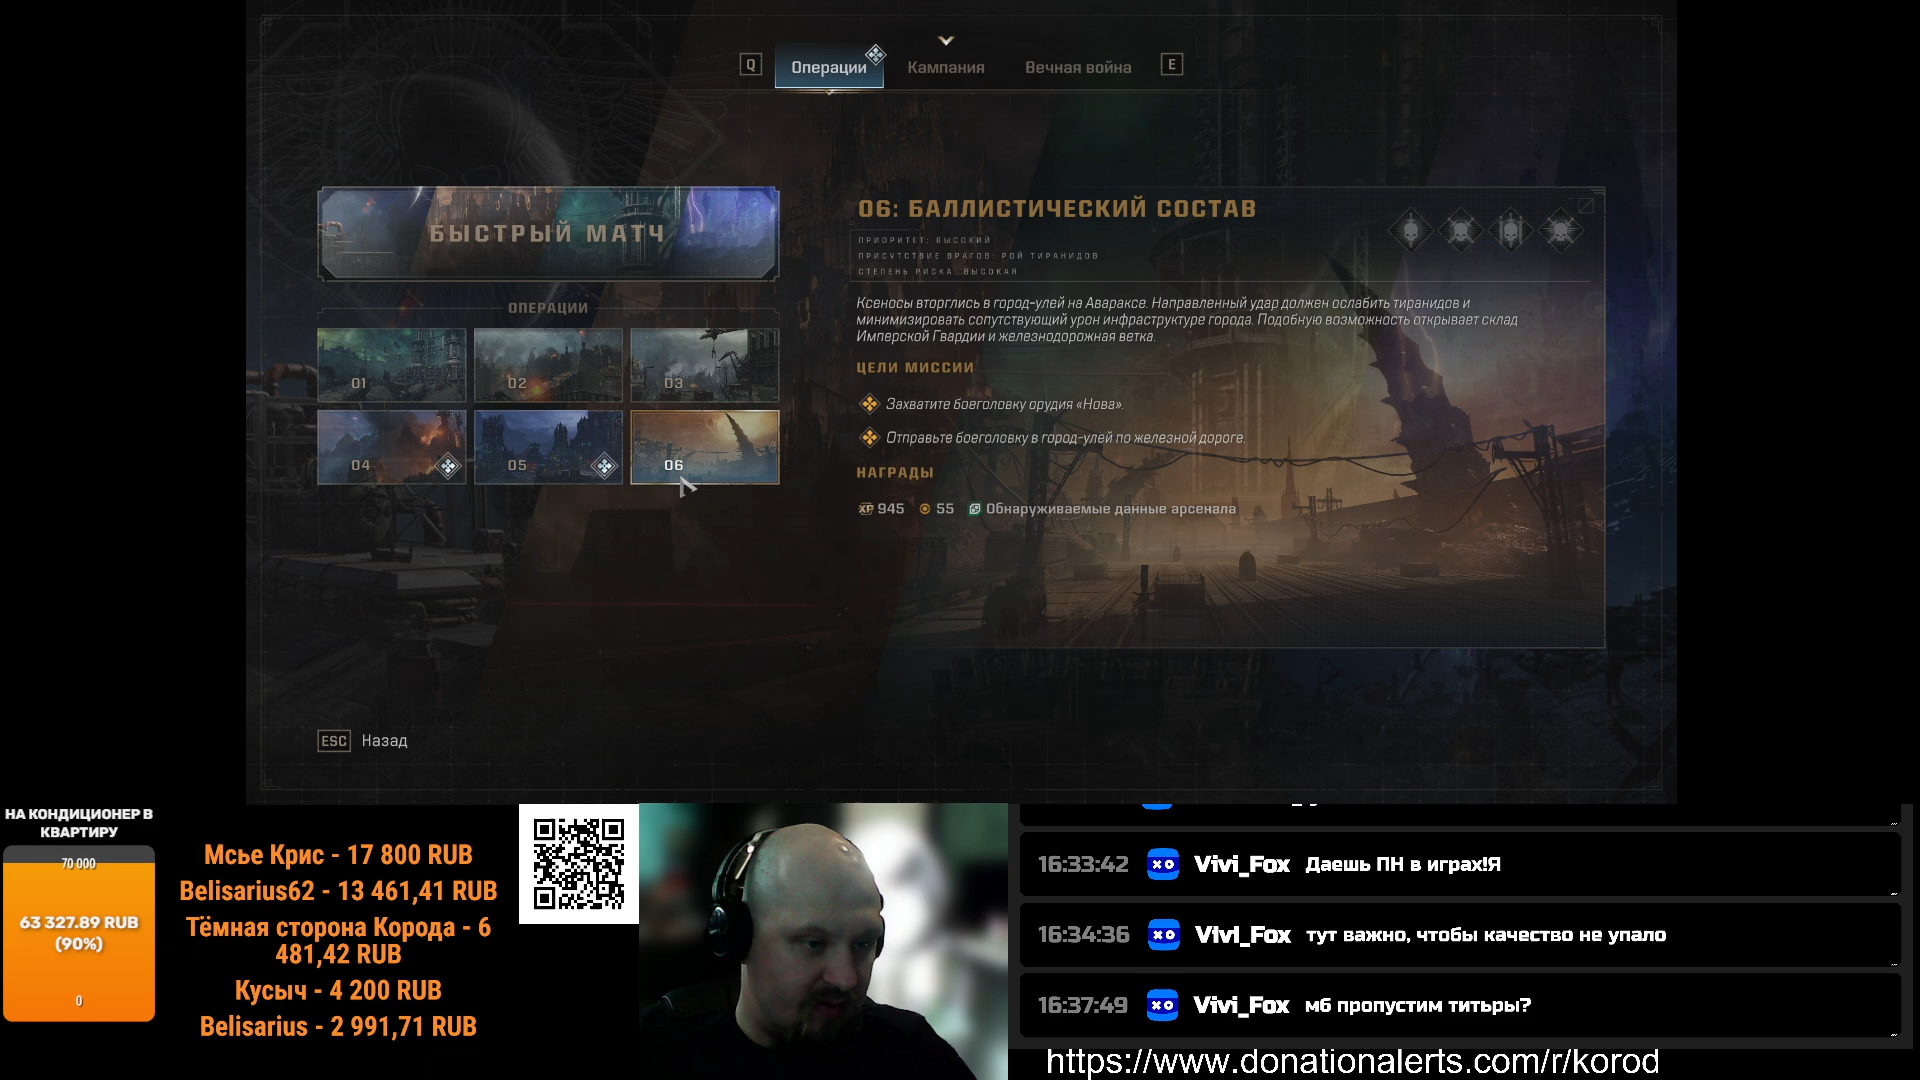 Q
Операции
Кампания
Вечная война
E
БЫСТРЫЙ МАТЧ
ОПЕРАЦИИ
01
02
03
04
05
06
06: БАЛЛИСТИЧЕСКИЙ СОСТАВ
ПРИОРИТЕТ: ВЫСОКИЙ
ПРИСУТСТВИЕ ВРАГОВ: РОЙ ТИРАНИДОВ
СТЕПЕНЬ РИСКА: ВЫСОКАЯ
Ксеносы вторглись в город-улей на Авараксе. Направленный удар должен ослабить тиранидов и
минимизировать сопутствующий урон инфраструктуре города. Подобную возможность открывает склад
Имперской Гвардии и железнодорожная ветка.
ЦЕЛИ МИССИИ
Захватите боеголовку орудия «Нова».
Отправьте боеголовку в город-улей по железной дороге.
НАГРАДЫ
XP 945 55 Обнаруживаемые данные арсенала
ESC Назад
НА КОНДИЦИОНЕР В
КВАРТИРУ
70 000
63 327.89 RUB
(90%)
0
Мсье Крис - 17 800 RUB
Belisarius62 - 13 461,41 RUB
Тёмная сторона Корода - 6
481,42 RUB
Кусыч - 4 200 RUB
Belisarius - 2 991,71 RUB
16:33:42 Vivi_Fox Даешь ПН в играх!Я
16:34:36 Vivi_Fox тут важно, чтобы качество не упало
16:37:49 Vivi_Fox мб пропустим титьры?
https://www.donationalerts.com/r/korod